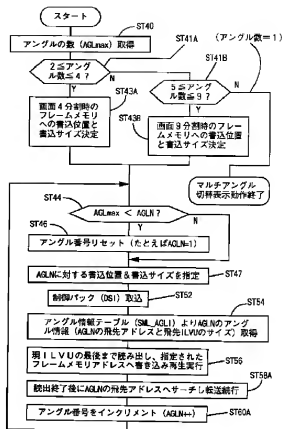 スタート
ST40
アングルの数(AGLmax)取得
ST41A
2≦アング
ル数≦4?
N
Y
ST41B
(アングル数=1)
5≦アング
ル数≦9?
N
Y
ST43A
画面4分割時のフ
レームメモリ
への書込位置と
書込サイズ決定
ST43B
画面9分割時のフレー
ムメモリへの書込位置と
書込サイズ決定
マルチアングル
切替表示動作終了
ST44
AGLmax<AGLN?
N
Y
ST46
アングル番号リセット(たとえばAGLN=1)
AGLNに対する書込位置&書込サイズを指定
ST47
制御パック(DSI)取込
ST52
ST54
アングル情報テーブル(SML_AGLI)よりAGLNのアング
ル情報(AGLNの飛先アドレスと飛先ILVUのサイズ)取得
現ILVUの最後まで読み出し、指定された
フレームメモリアドレスへ書き込み再生実行
ST56
読出終了後にAGLNの飛先アドレスへサーチし転送続行
ST58A
アングル番号をインクリメント(AGLN++)
ST60A